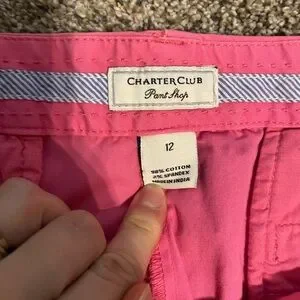 CHARTER CLUB
Pant Shop
12
98% COTTON
2% SPANDEX
MADE IN INDIA